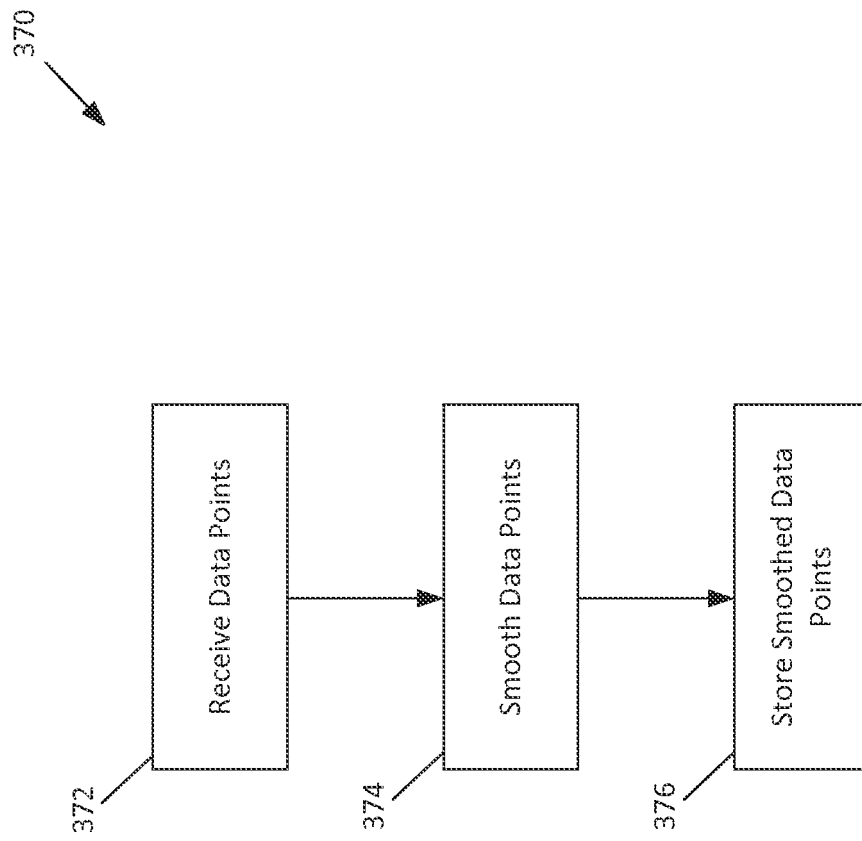 370
372
Receive Data Points
374
Smooth Data Points
376
Store Smoothed Data
Points